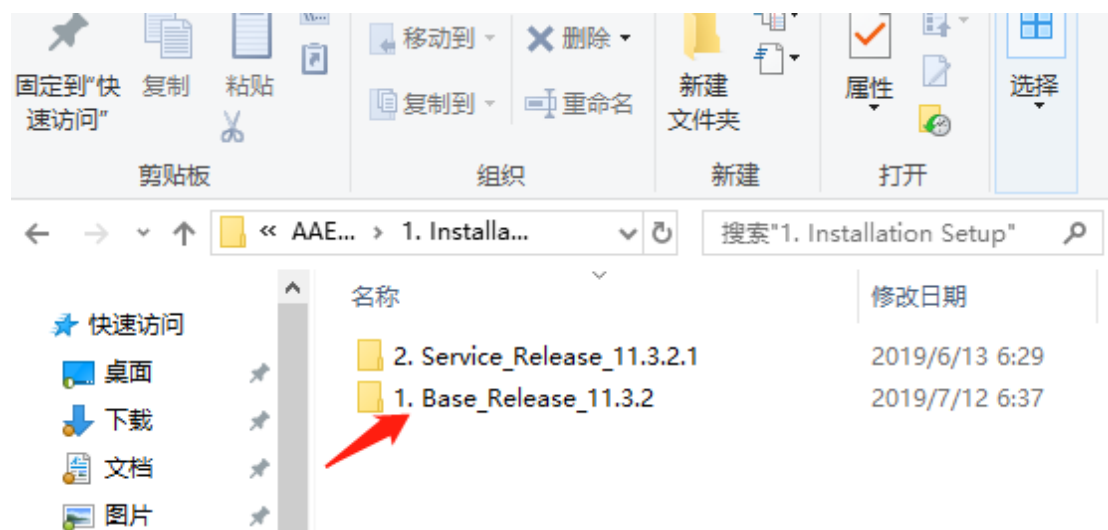 移动到
删除
固定到“快
速访问”
复制
粘贴
复制到
重命名
新建
文件夹
属性
选择
剪贴板
组织
新建
打开
« AAE... › 1. Installa...
搜索"1. Installation Setup"
名称
修改日期
快速访问
2. Service_Release_11.3.2.1
2019/6/13 6:29
桌面
1. Base_Release_11.3.2
2019/7/12 6:37
下载
文档
图片